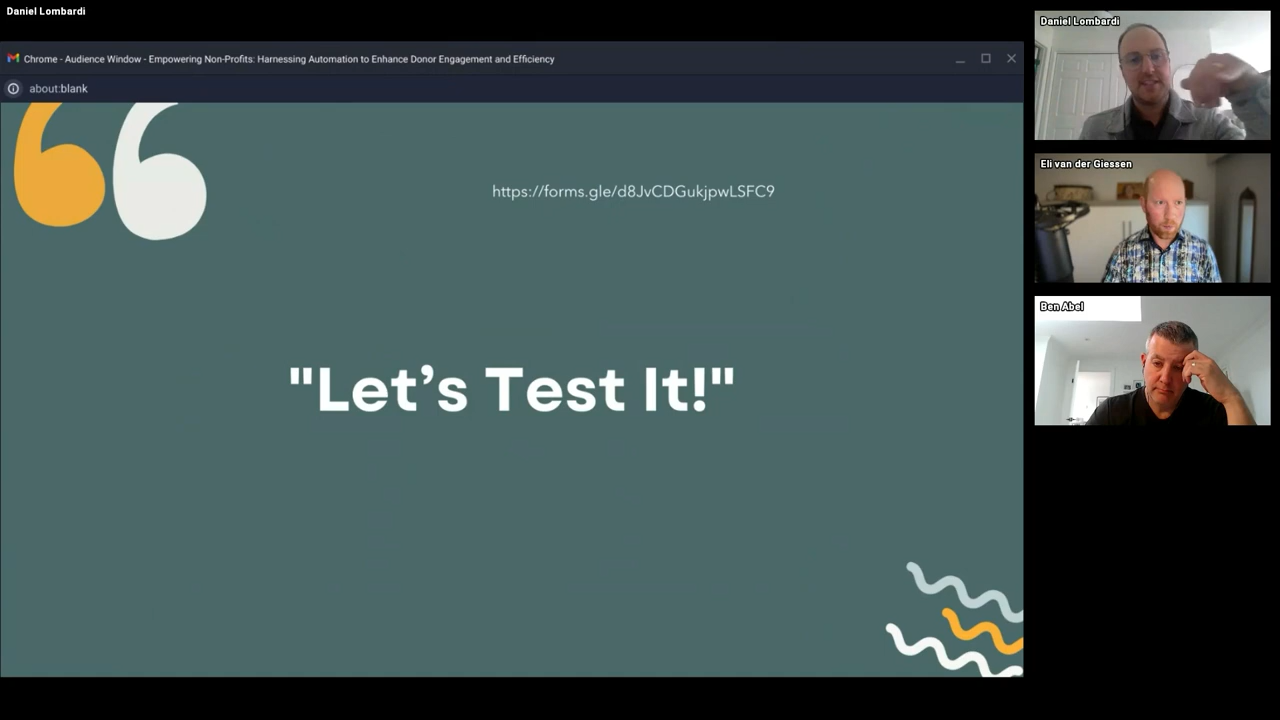 Daniel Lombardi
Chrome - Audience Window - Empowering Non-Profits: Harnessing Automation to Enhance Donor Engagement and Efficiency
about:blank
https://forms.gle/d8JvCDGukjpwLSFC9
"Let’s Test It!"
Daniel Lombardi
Eli van der Giessen
Ben Abel